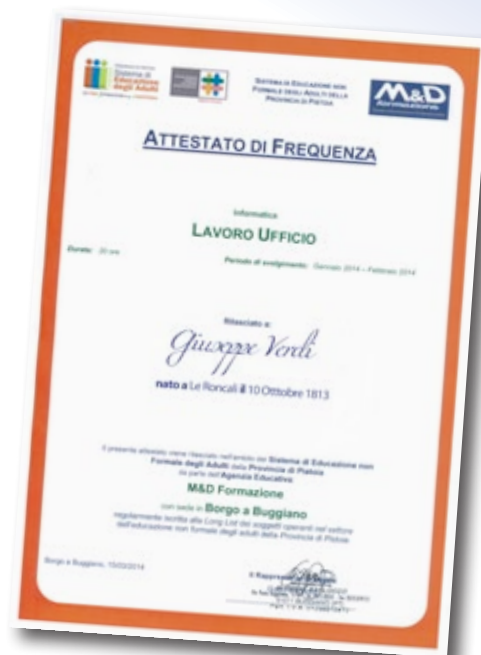 Sistema di
Educazione
degli Adulti
SISTEMA DI EDUCAZIONE NON
FORMALE DEGLI ADULTI DELLA
PROVINCIA DI PISTOIA
M&D
formazione
ATTESTATO DI FREQUENZA
Informatica
LAVORO UFFICIO
Durata: 20 ore
Periodo di svolgimento: Gennaio 2014 – Febbraio 2014
Rilasciato a:
Giuseppe Verdi
nato a Le Roncali il 10 Otttobre 1813
Il presente attestato viene rilasciato nell'ambito del Sistema di Educazione non
Formale degli Adulti della Provincia di Pistoia
da parte dell'Agenzia Educativa
M&D Formazione
con sede in Borgo a Buggiano
regolarmente iscritta alla Long List dei soggetti operanti nel settore
dell'educazione non formale degli adulti della Provincia di Pistoia
Borgo a Buggiano, 10/03/2014
Il